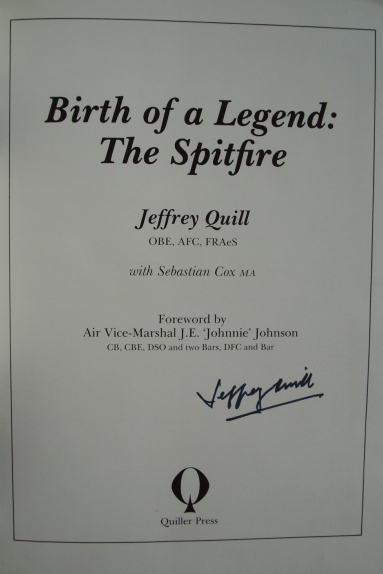 Birth of a Legend:
The Spitfire
Jeffrey Quill
OBE, AFC, FRAeS
with Sebastian Cox MA
Foreword by
Air Vice-Marshal J.E. ‘Johnnie’ Johnson
CB, CBE, DSO and two Bars, DFC and Bar
Jeffrey Quill
Quiller Press